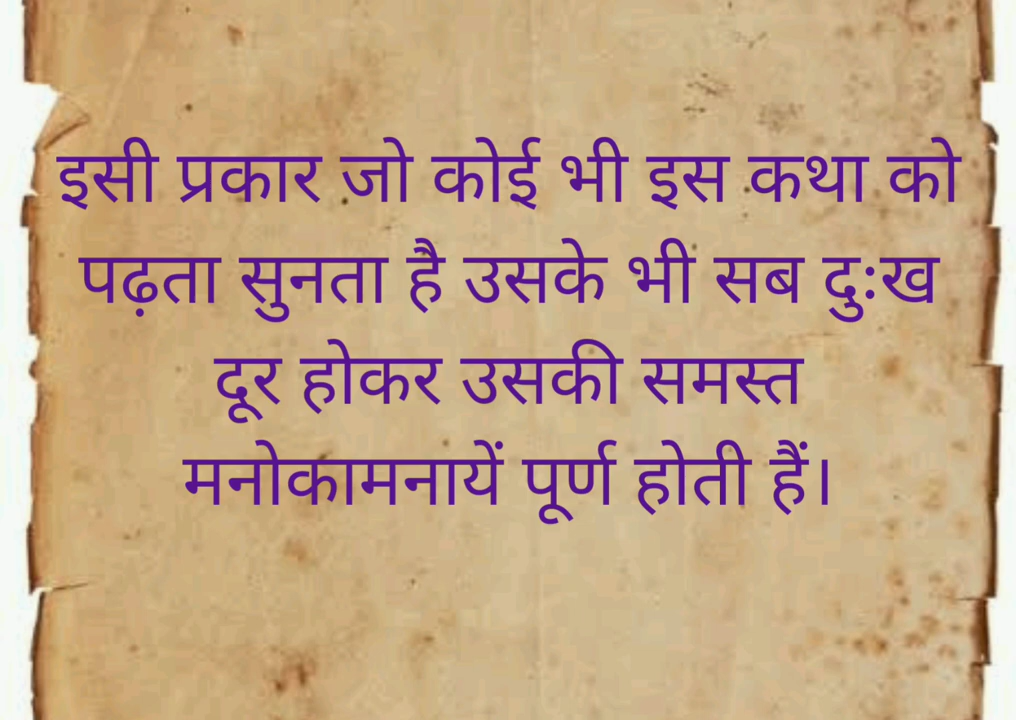 इसी प्रकार जो कोई भी इस कथा को
पढ़ता सुनता है उसके भी सब दुःख
दूर होकर उसकी समस्त
मनोकामनायें पूर्ण होती हैं।